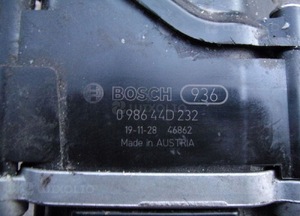 BOSCH 936
0 986 44D 232
19-11-28 46862
Made in AUSTRIA